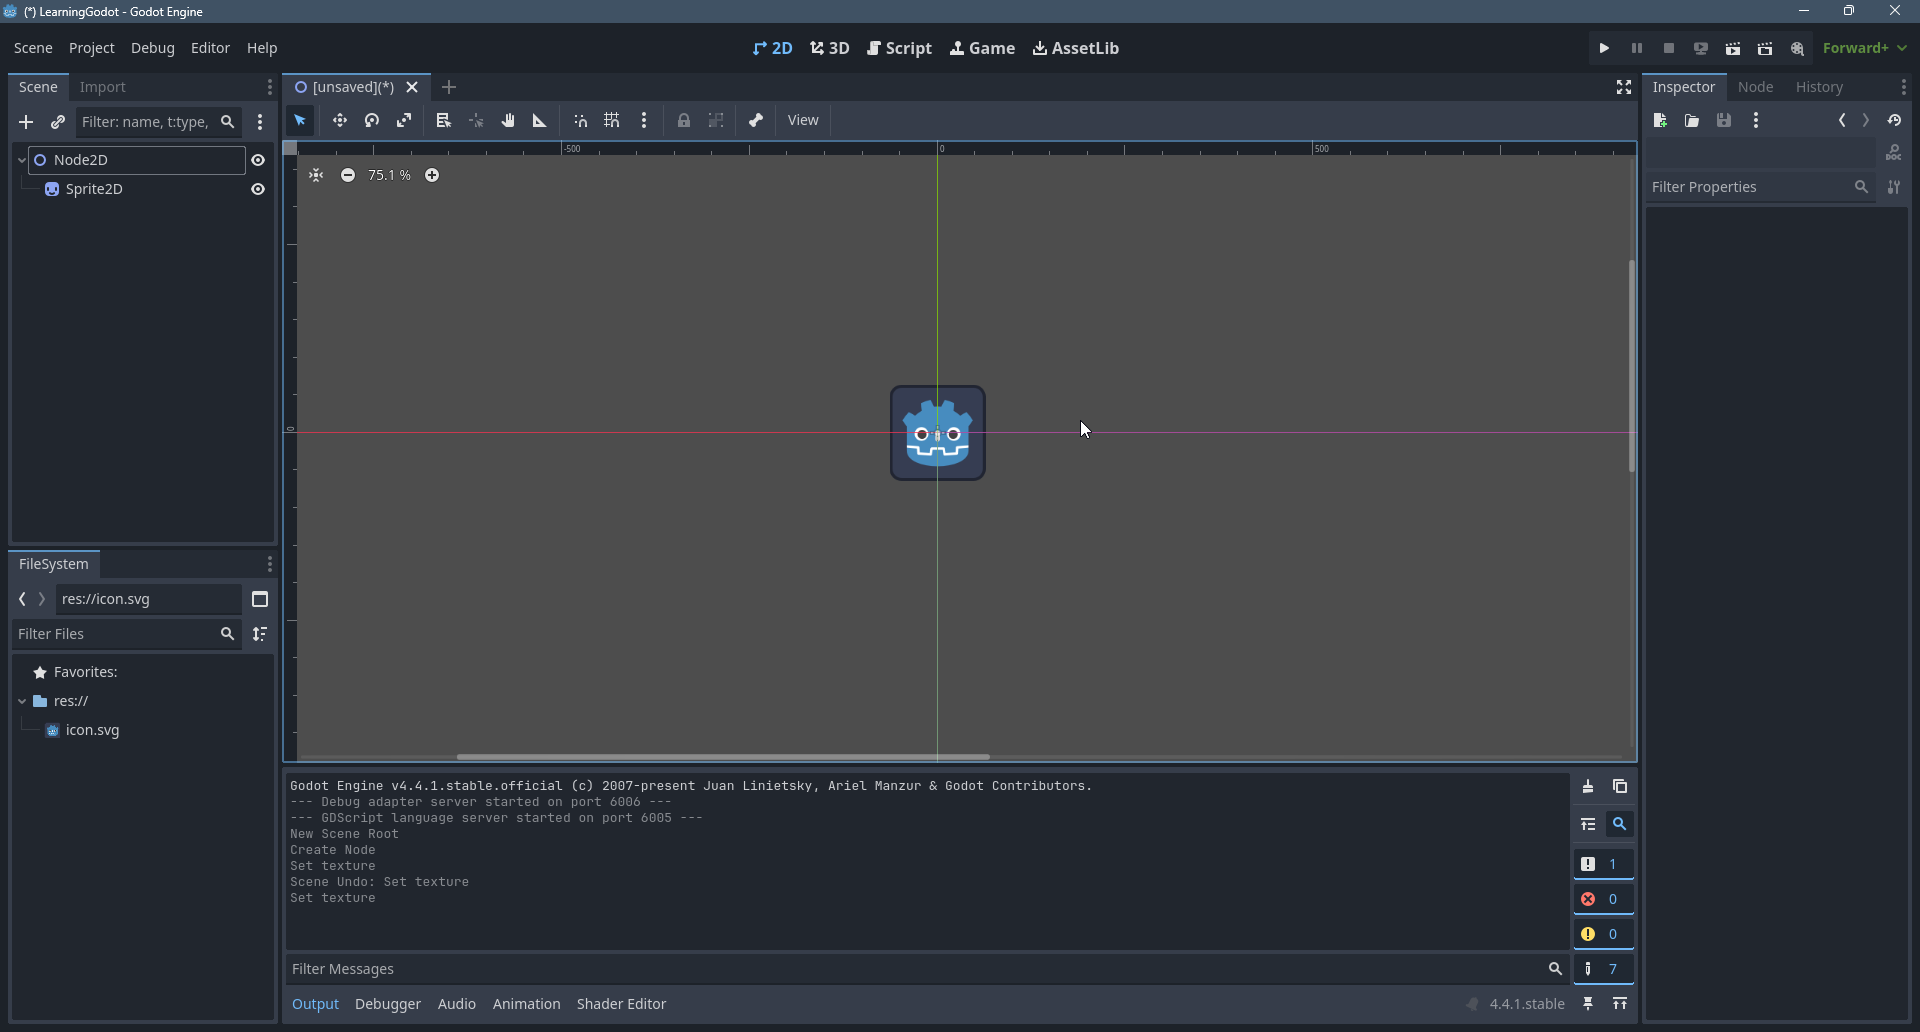 (*) LearningGodot - Godot Engine
Scene Project Debug Editor Help
2D 3D Script Game AssetLib
Forward+
Scene Import
[unsaved](*)
Inspector Node History
Filter: name, t:type,
View
DOC
-500 0 500
Node2D
Sprite2D
75.1 %
Filter Properties
0
FileSystem
res://icon.svg
Filter Files
Favorites:
res://
icon.svg
Godot Engine v4.4.1.stable.official (c) 2007-present Juan Linietsky, Ariel Manzur & Godot Contributors.
--- Debug adapter server started on port 6006 ---
--- GDScript language server started on port 6005 ---
New Scene Root
Create Node
Set texture
Scene Undo: Set texture
Set texture
1
0
0
7
Filter Messages
Output Debugger Audio Animation Shader Editor
4.4.1.stable